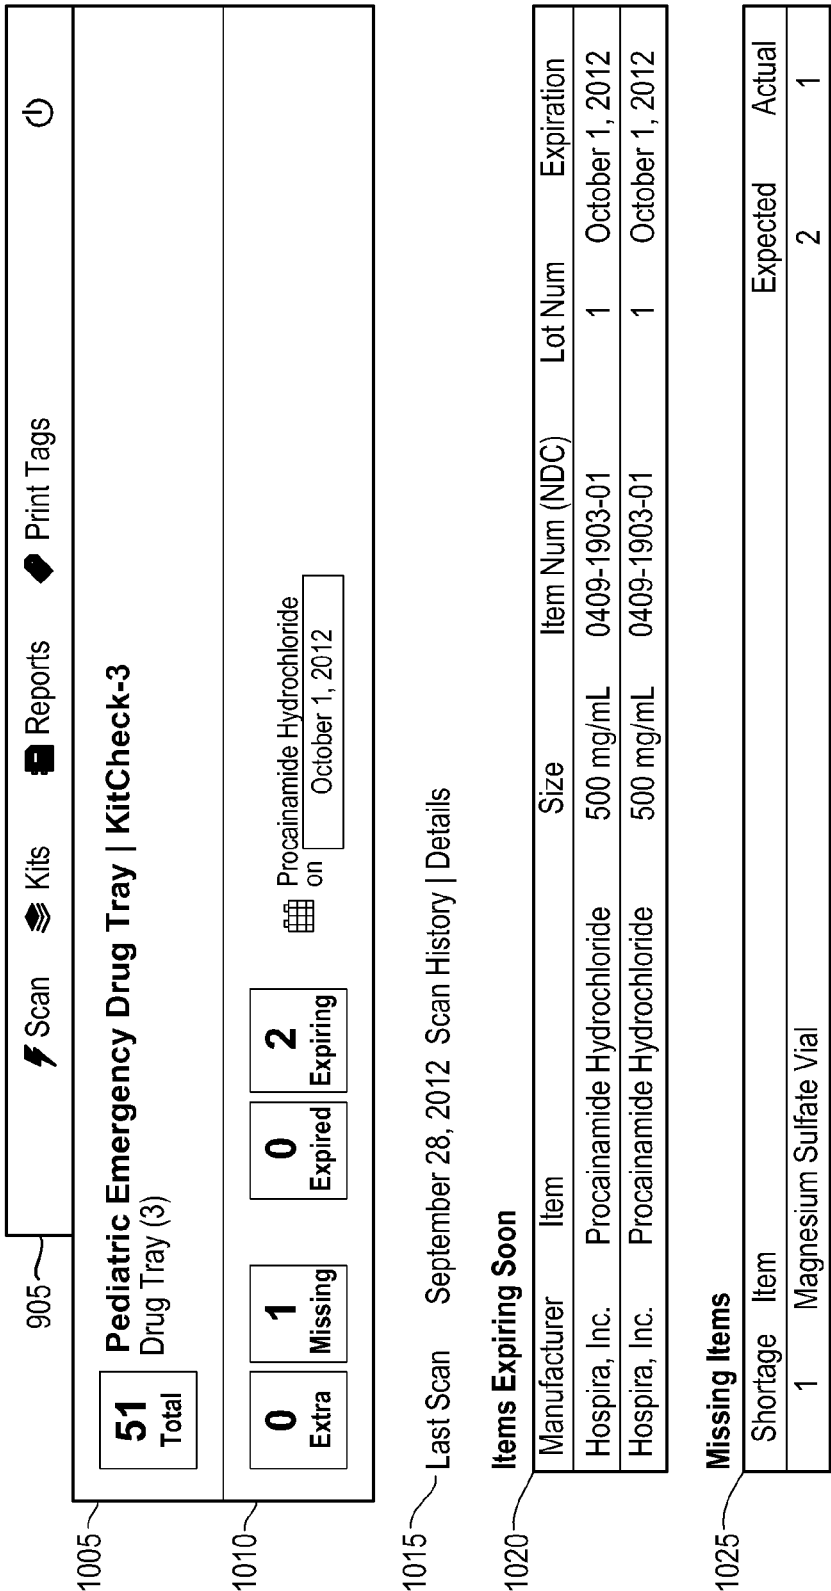 905
Scan Kits Reports Print Tags
1005
51
Total
Pediatric Emergency Drug Tray | KitCheck-3
Drug Tray (3)
1010
0
Extra
1
Missing
0
Expired
2
Expiring
Procainamide Hydrochloride
on October 1, 2012
1015
Last Scan September 28, 2012 Scan History | Details
Items Expiring Soon
1020
Manufacturer Item Size Item Num (NDC) Lot Num Expiration
Hospira, Inc. Procainamide Hydrochloride 500 mg/mL 0409-1903-01 1 October 1, 2012
Hospira, Inc. Procainamide Hydrochloride 500 mg/mL 0409-1903-01 1 October 1, 2012
Missing Items
1025
Shortage Item Expected Actual
1 Magnesium Sulfate Vial 2 1